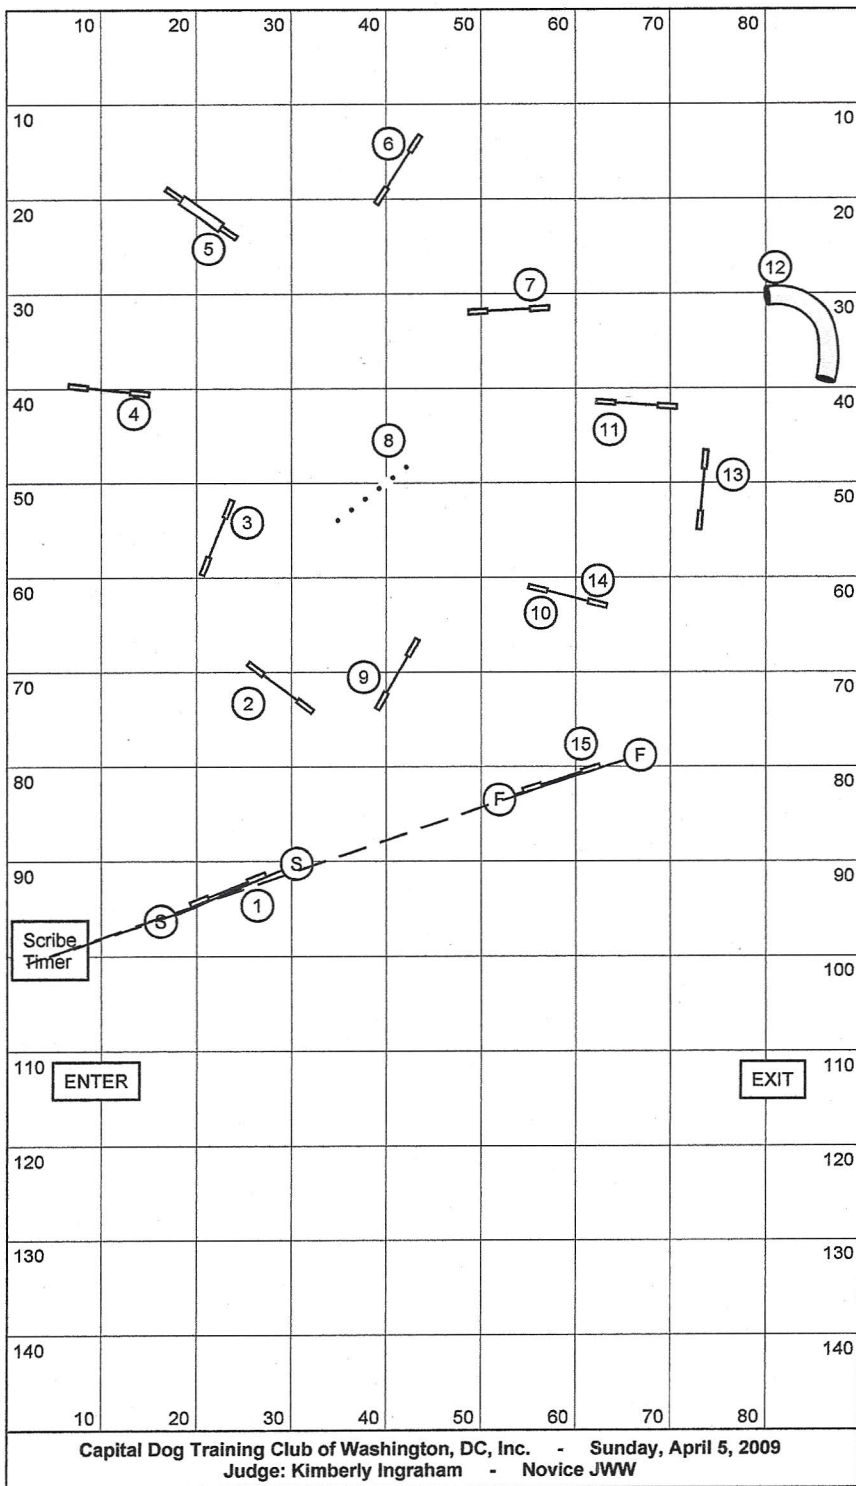 10 20 30 40 50 60 70 80
10 10
6
20 20
5
12
7
30 30
40 40
4
11
8
13
50 50
3
14
60 60
10
9
70 70
2
15
F
80 80
F
90 90
S
1
S
Scribe
Timer
100
110 110
ENTER EXIT
120 120
130 130
140 140
10 20 30 40 50 60 70 80
Capital Dog Training Club of Washington, DC, Inc. - Sunday, April 5, 2009
Judge: Kimberly Ingraham - Novice JWW